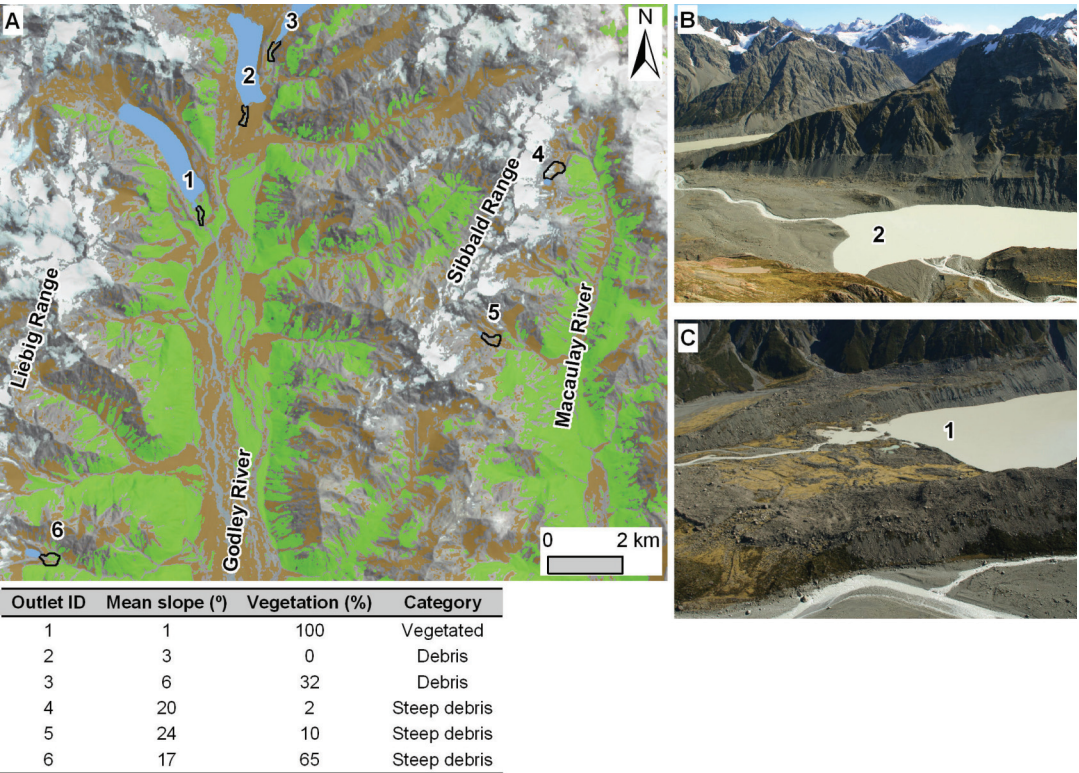 A
N
3
2
1
4
5
6
Sibbald Range
Liebig Range
Macaulay River
Godley River
0 2 km
B
2
C
1
Outlet ID Mean slope (º) Vegetation (%) Category
1 1 100 Vegetated
2 3 0 Debris
3 6 32 Debris
4 20 2 Steep debris
5 24 10 Steep debris
6 17 65 Steep debris